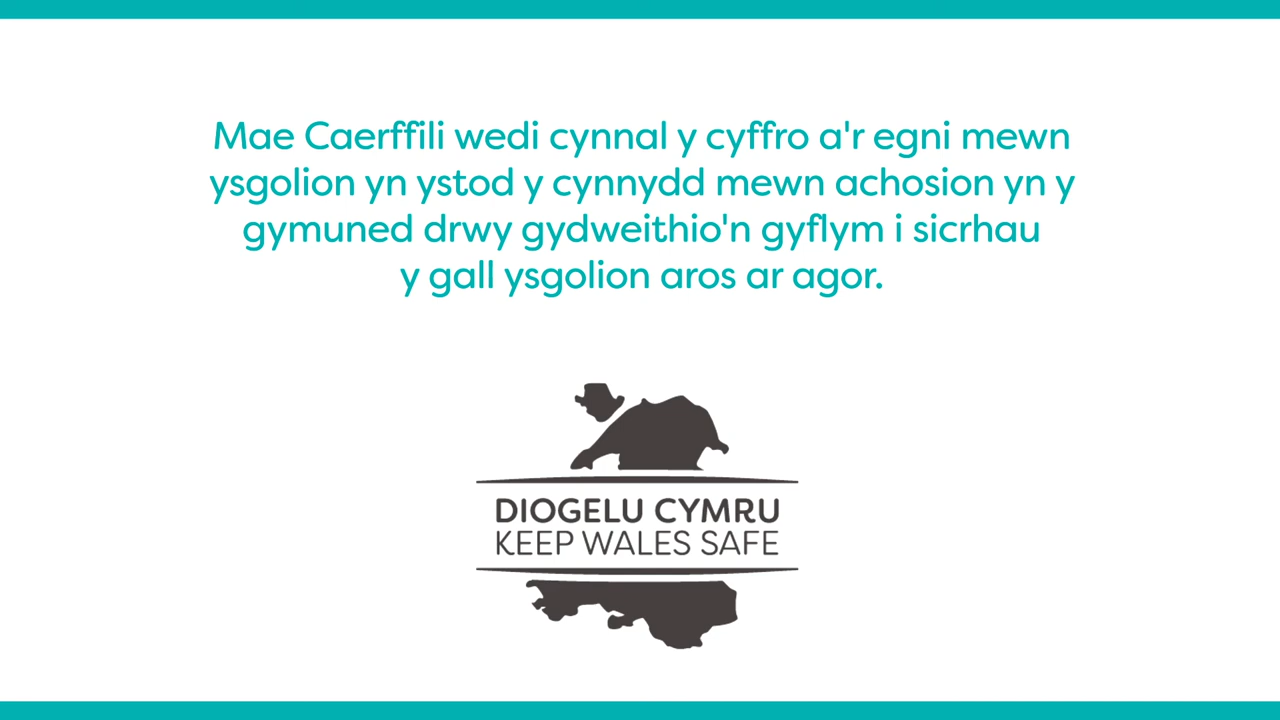 Mae Caerffili wedi cynnal y cyffro a'r egni mewn
ysgolion yn ystod y cynnydd mewn achosion yn y
gymuned drwy gydweithio'n gyflym i sicrhau
y gall ysgolion aros ar agor.
DIOGELU CYMRU
KEEP WALES SAFE